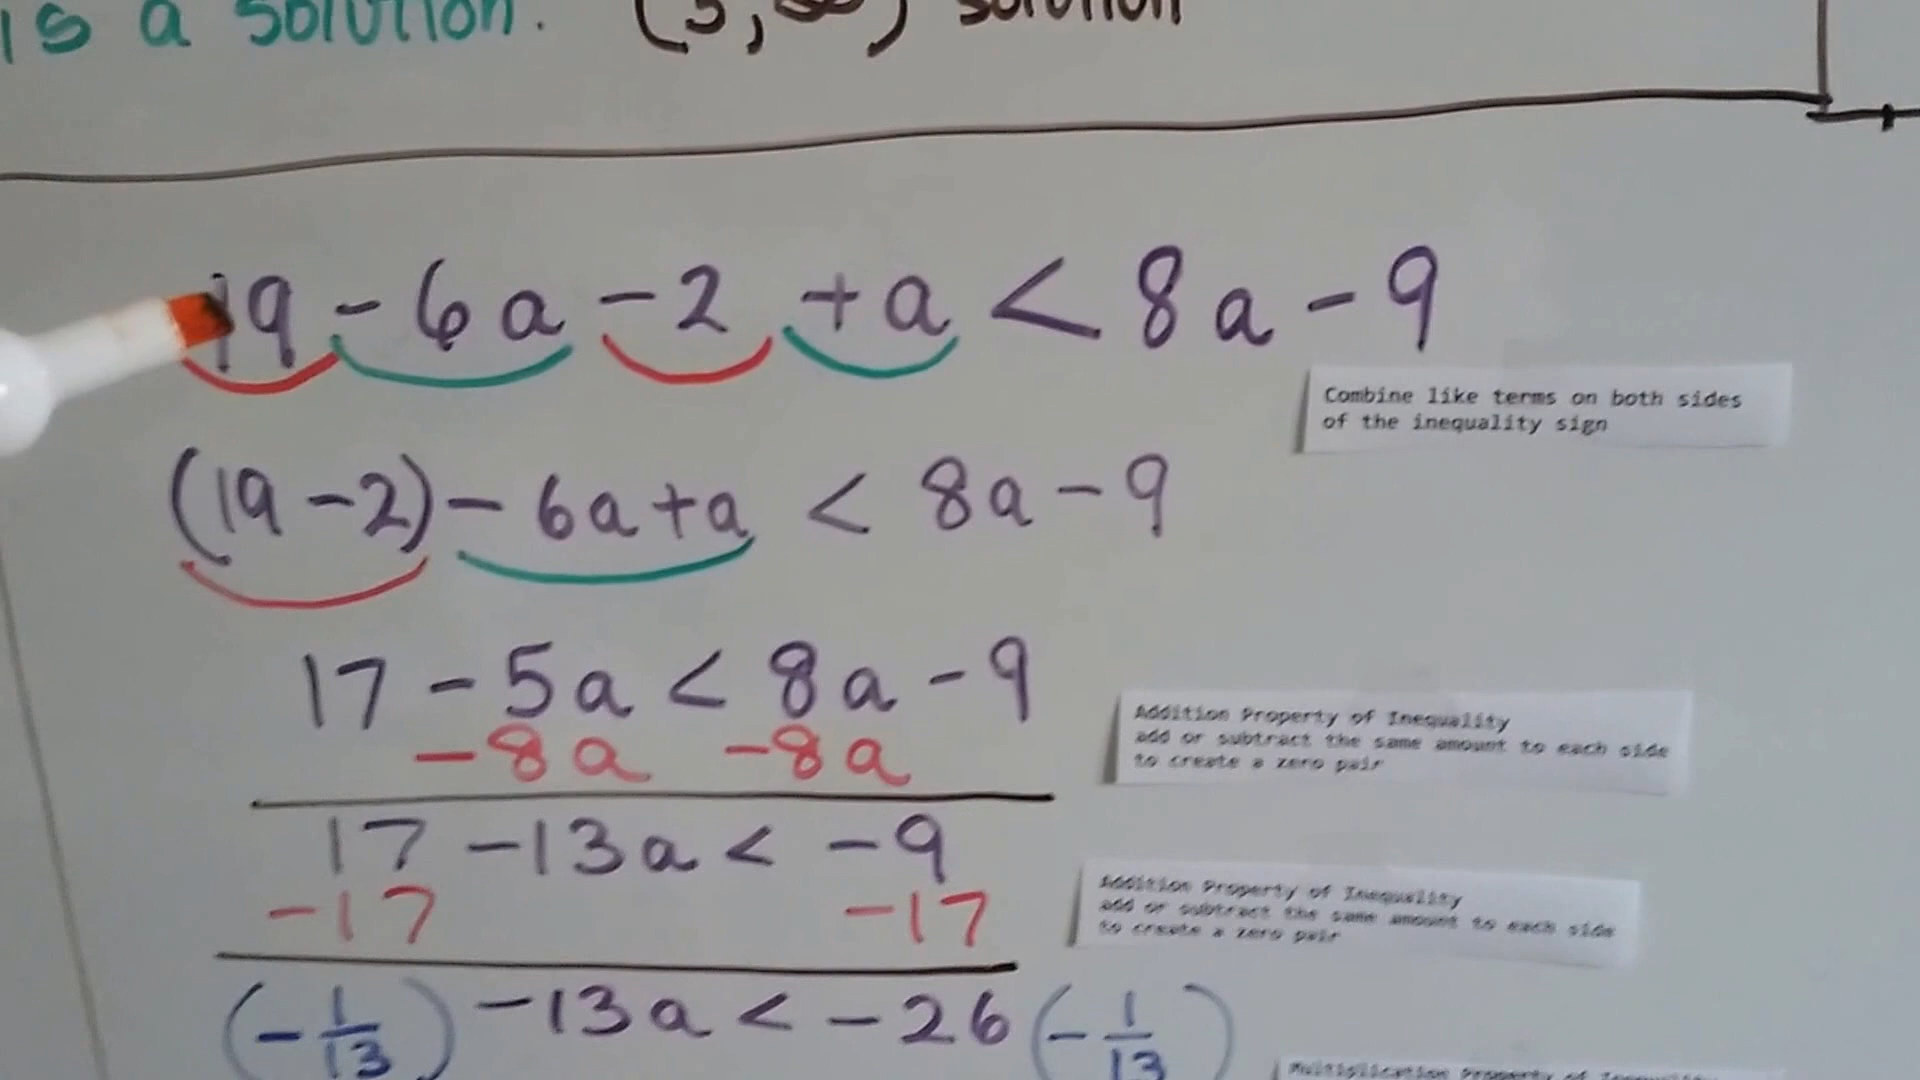 is a solution. (3, ∞) solution
19 - 6a - 2 + a < 8a - 9
Combine like terms on both sides
of the inequality sign
(19 - 2) - 6a + a < 8a - 9
17 - 5a < 8a - 9
- 8a - 8a
Addition Property of Inequality
add or subtract the same amount to each side
to create a zero pair
17 - 13a < - 9
- 17 - 17
Addition Property of Inequality
add or subtract the same amount to each side
to create a zero pair
(- 1/13) - 13a < - 26 (- 1/13)
Multiplication Property of Inequality